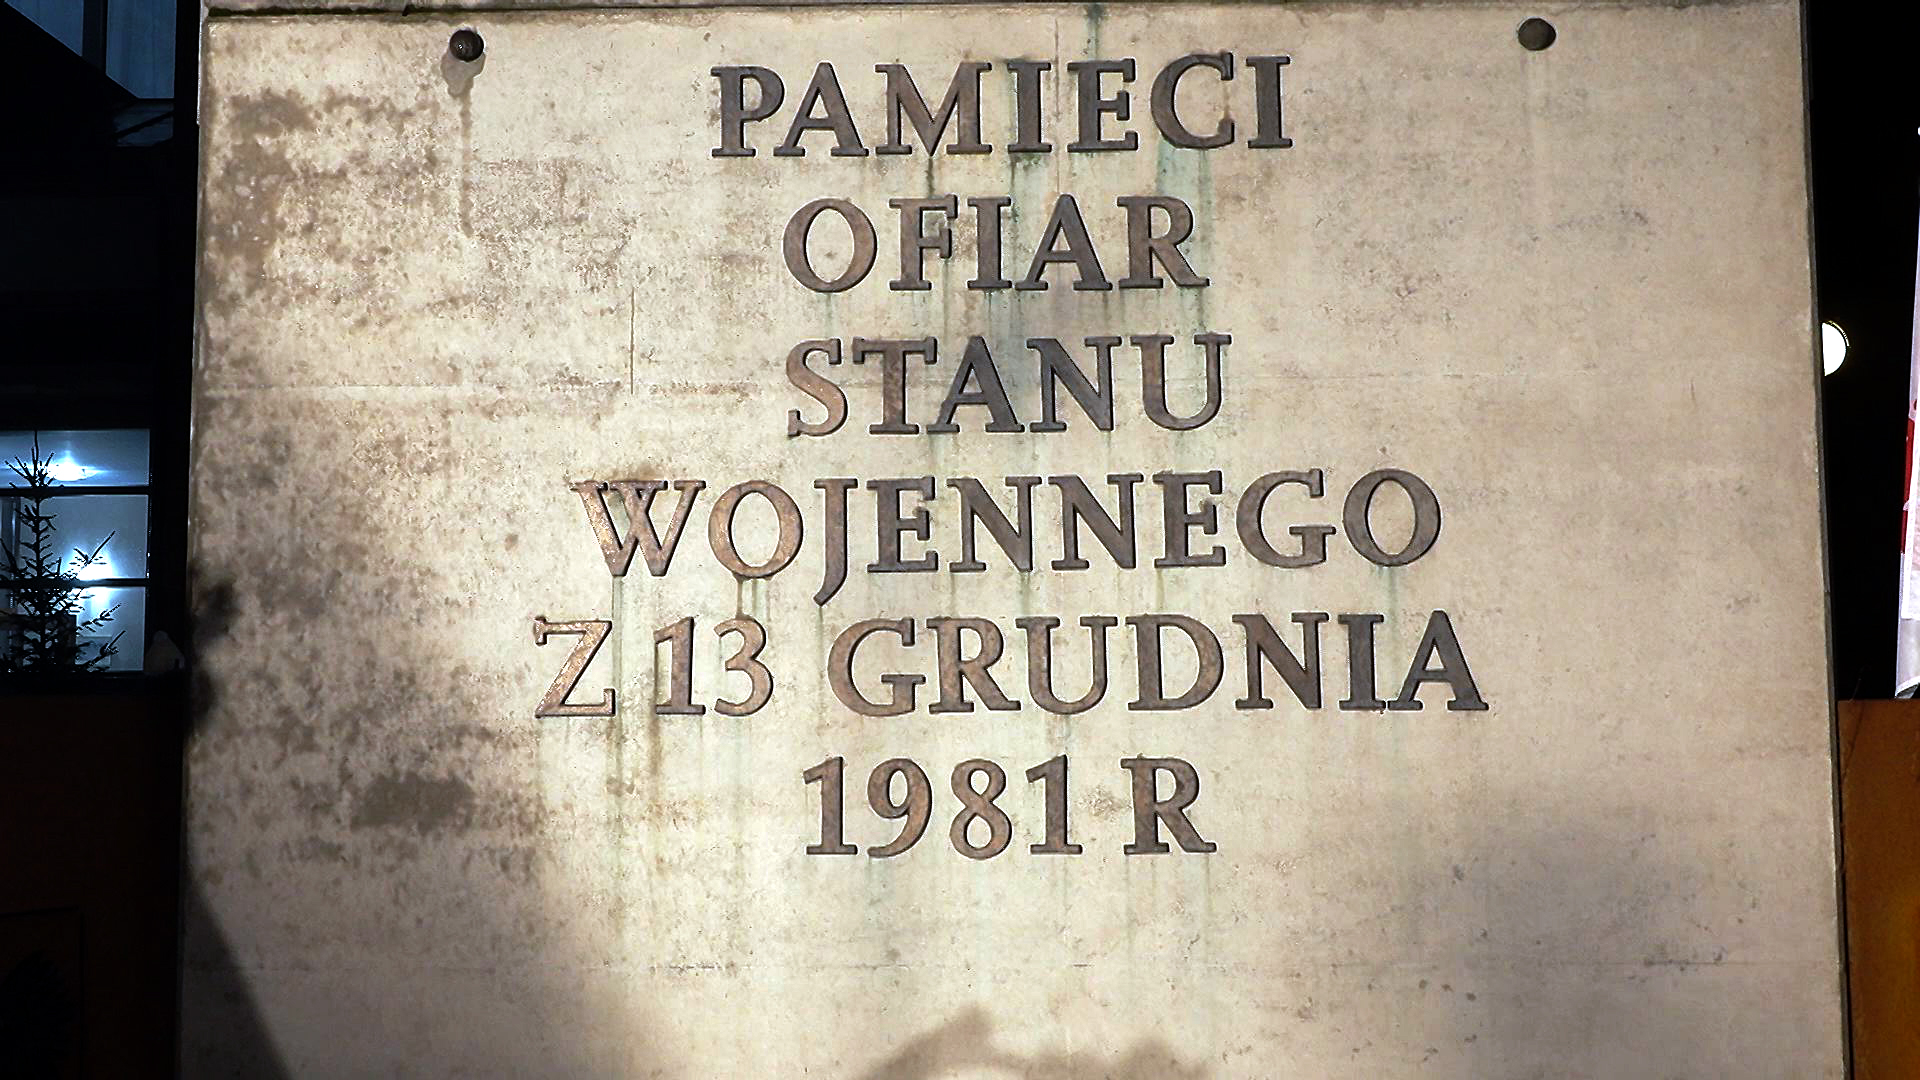 PAMIECI
OFIAR
STANU
WOJENNEGO
Z 13 GRUDNIA
1981 R